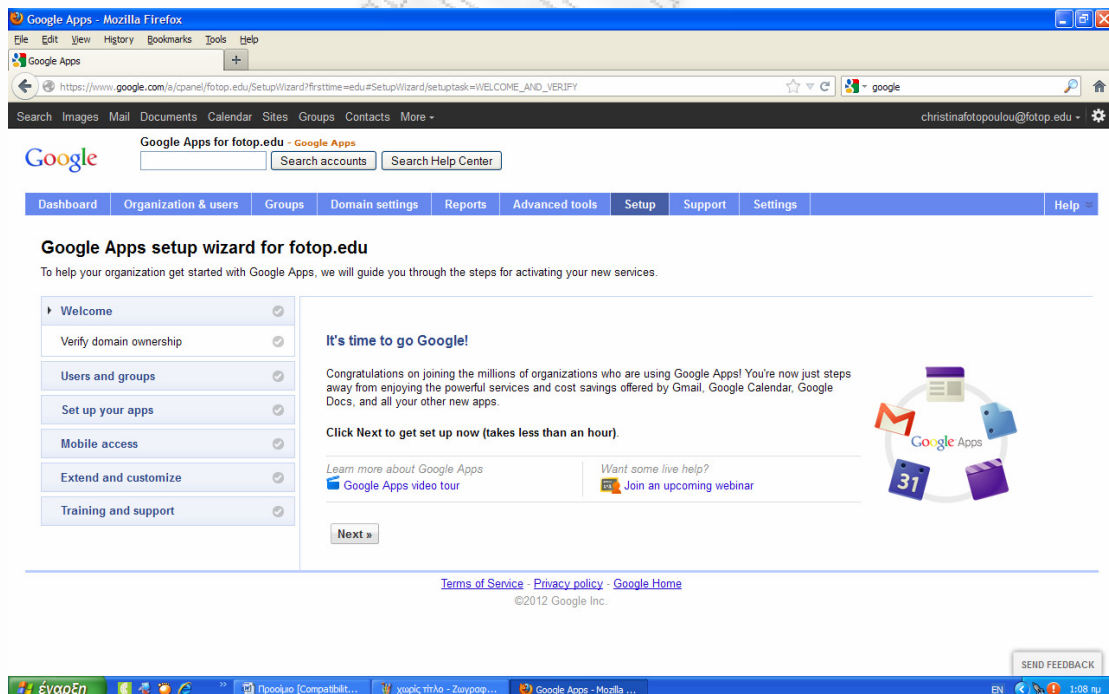 Google Apps - Mozilla Firefox
File Edit View History Bookmarks Tools Help
Google Apps +
https://www.google.com/a/cpanel/fotop.edu/SetupWizard?firsttime=edu#SetupWizard/setuptask=WELCOME_AND_VERIFY google
Search Images Mail Documents Calendar Sites Groups Contacts More christinafotopoulou@fotop.edu
Google Apps for fotop.edu - Google Apps
Google Search accounts Search Help Center
Dashboard Organization & users Groups Domain settings Reports Advanced tools Setup Support Settings Help
Google Apps setup wizard for fotop.edu
To help your organization get started with Google Apps, we will guide you through the steps for activating your new services.
Welcome
Verify domain ownership
Users and groups
Set up your apps
Mobile access
Extend and customize
Training and support
It's time to go Google!
Congratulations on joining the millions of organizations who are using Google Apps! You're now just steps
away from enjoying the powerful services and cost savings offered by Gmail, Google Calendar, Google
Docs, and all your other new apps.
Click Next to get set up now (takes less than an hour).
Learn more about Google Apps
Google Apps video tour
Want some live help?
Join an upcoming webinar
Next »
Google Apps
31
Terms of Service - Privacy policy - Google Home
©2012 Google Inc.
SEND FEEDBACK
έναρξη » Προοίμιο [Compatibilit... χωρίς τίτλο - Ζωγραφ... Google Apps - Mozilla ... EN 1:08 μμ